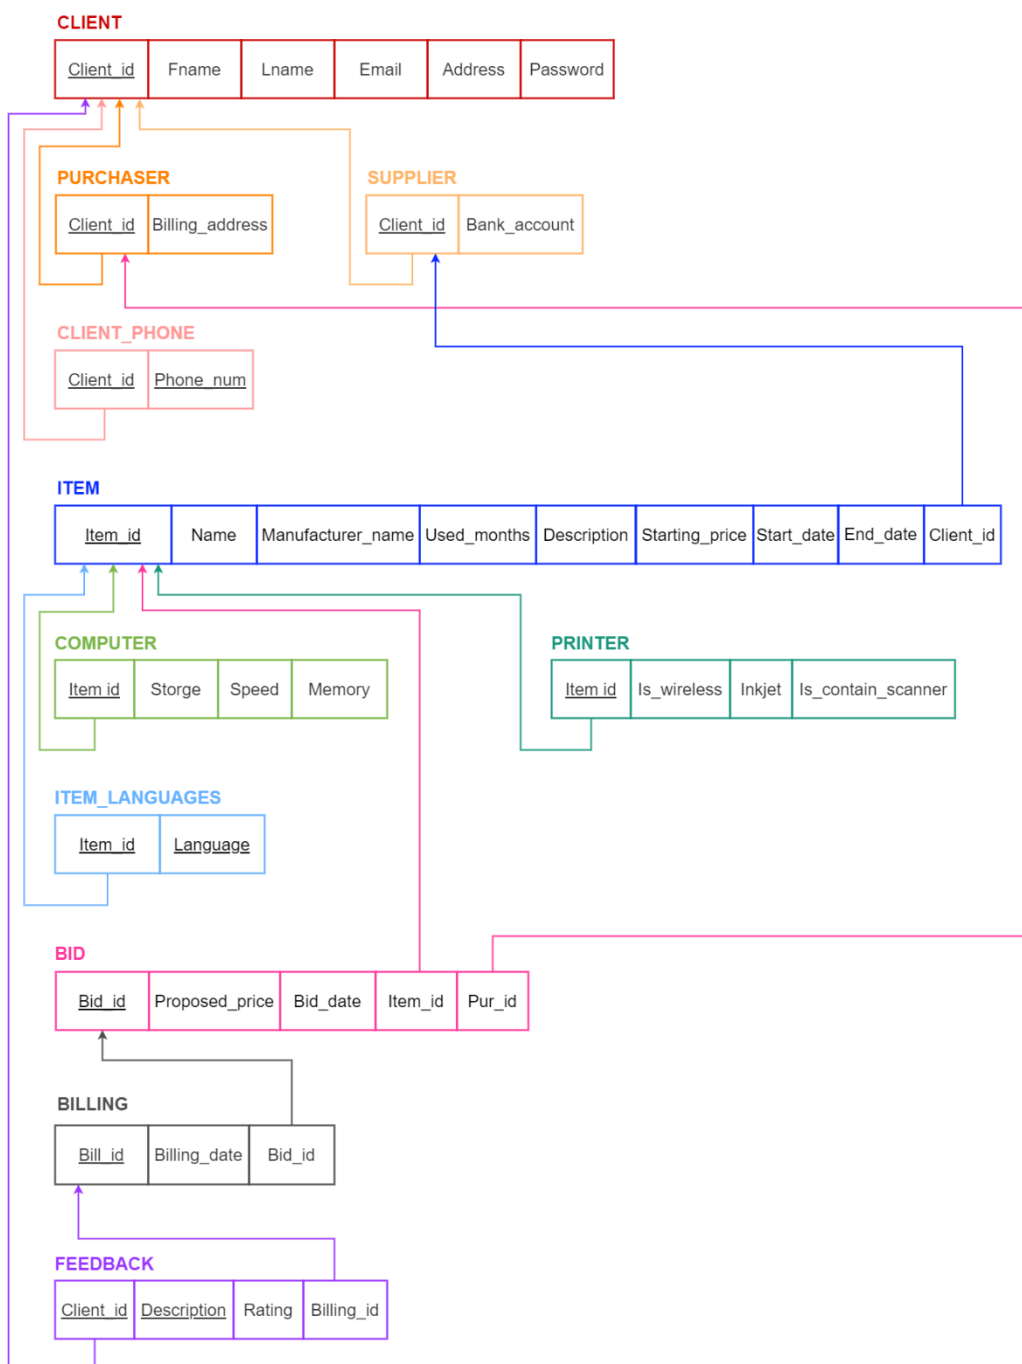 CLIENT
Client_id Fname Lname Email Address Password
PURCHASER SUPPLIER
Client_id Billing_address Client_id Bank_account
CLIENT_PHONE
Client_id Phone_num
ITEM
Item_id Name Manufacturer_name Used_months Description Starting_price Start_date End_date Client_id
COMPUTER PRINTER
Item id Storge Speed Memory Item id Is_wireless Inkjet Is_contain_scanner
ITEM_LANGUAGES
Item_id Language
BID
Bid_id Proposed_price Bid_date Item_id Pur_id
BILLING
Bill_id Billing_date Bid_id
FEEDBACK
Client_id Description Rating Billing_id